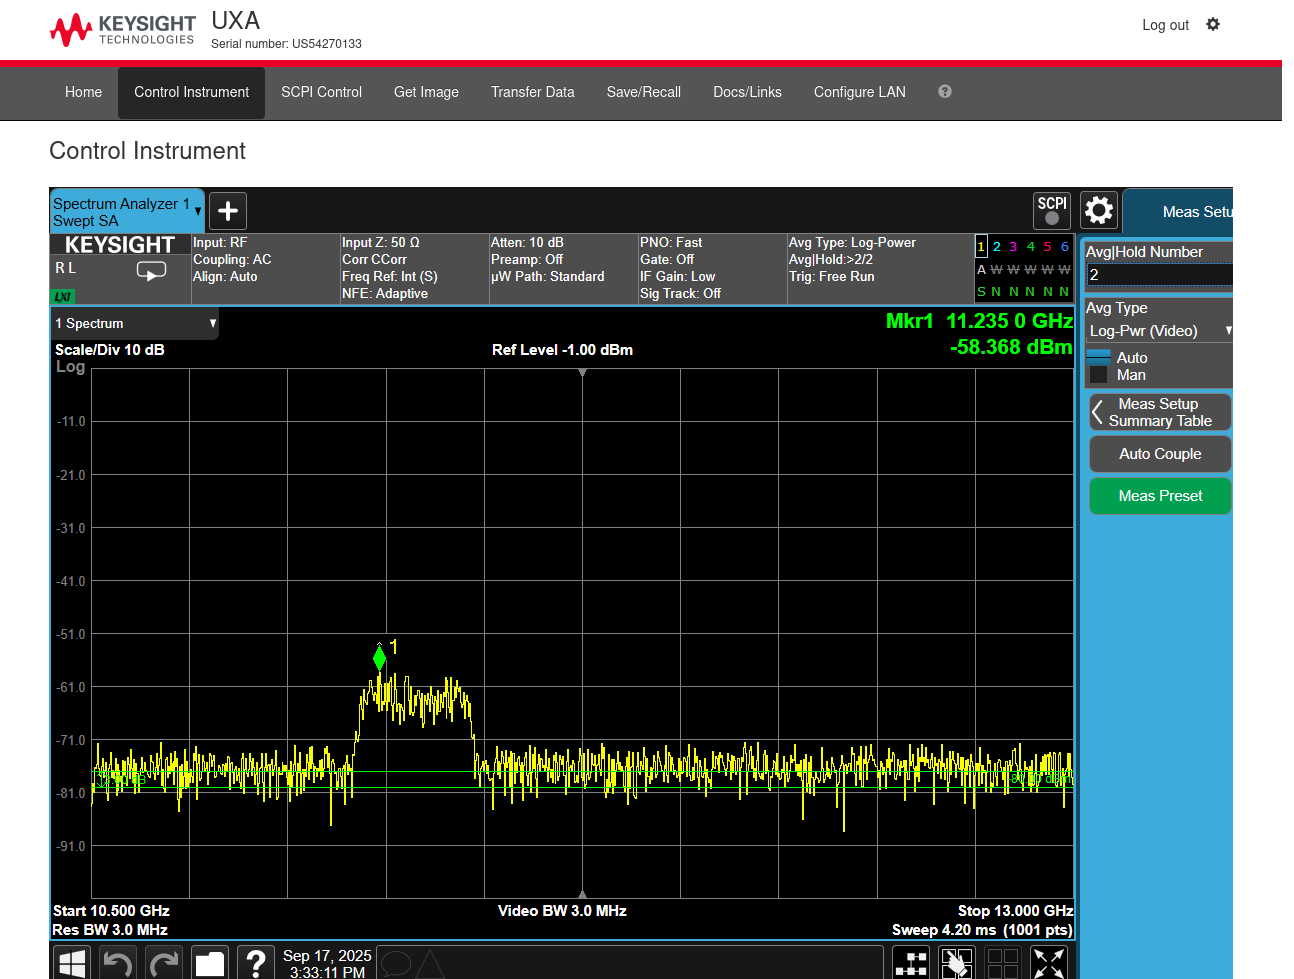 KEYSIGHT
TECHNOLOGIES
UXA
Serial number: US54270133
Log out
Home
Control Instrument
SCPI Control
Get Image
Transfer Data
Save/Recall
Docs/Links
Configure LAN
?
Control Instrument
Spectrum Analyzer 1
Swept SA
SCPI
Meas Setu
KEYSIGHT
R L
LXI
Input: RF
Coupling: AC
Align: Auto
Input Z: 50 Ω
Corr CCorr
Freq Ref: Int (S)
NFE: Adaptive
Atten: 10 dB
Preamp: Off
µW Path: Standard
PNO: Fast
Gate: Off
IF Gain: Low
Sig Track: Off
Avg Type: Log-Power
Avg|Hold:>2/2
Trig: Free Run
1 2 3 4 5 6
A W W W W W
S N N N N N
Avg|Hold Number
2
Avg Type
Log-Pwr (Video)
Auto
Man
Meas Setup
Summary Table
Auto Couple
Meas Preset
1 Spectrum
Mkr1 11.235 0 GHz
-58.368 dBm
Scale/Div 10 dB
Ref Level -1.00 dBm
Log
-11.0
-21.0
-31.0
-41.0
-51.0
1
-61.0
-71.0
-81.0
-91.0
Start 10.500 GHz
Video BW 3.0 MHz
Stop 13.000 GHz
Res BW 3.0 MHz
Sweep 4.20 ms (1001 pts)
?
Sep 17, 2025
3:33:11 PM